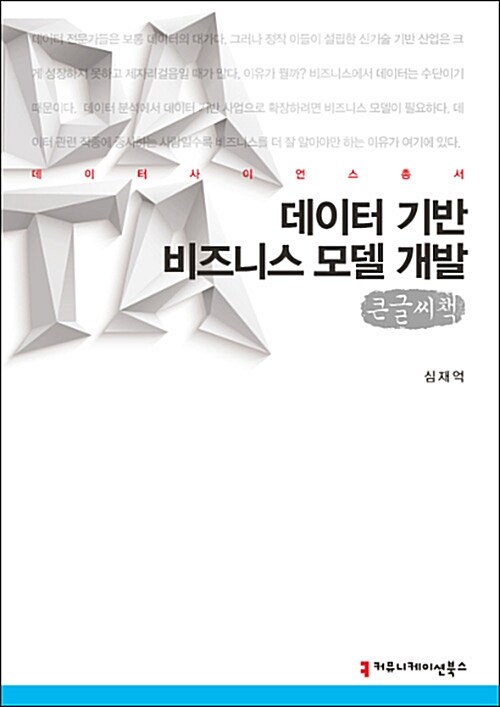 데이터 전문가들은 보통 데이터의 대가다. 그러나 정작 이들이 설립한 신기술 기반 산업은 크
게 성장하지 못하고 제자리걸음일 때가 많다. 이유가 뭘까? 비즈니스에서 데이터는 수단이기
때문이다. 데이터 분석에서 데이터 기반 사업으로 확장하려면 비즈니스 모델이 필요하다. 데
이터 관련 직종에 종사하는 사람일수록 비즈니스를 더 잘 알아야만 하는 이유가 여기에 있다.
DA
TA
데이터사이언스총서
데이터 기반
비즈니스 모델 개발
큰글씨책
심재억
커뮤니케이션북스